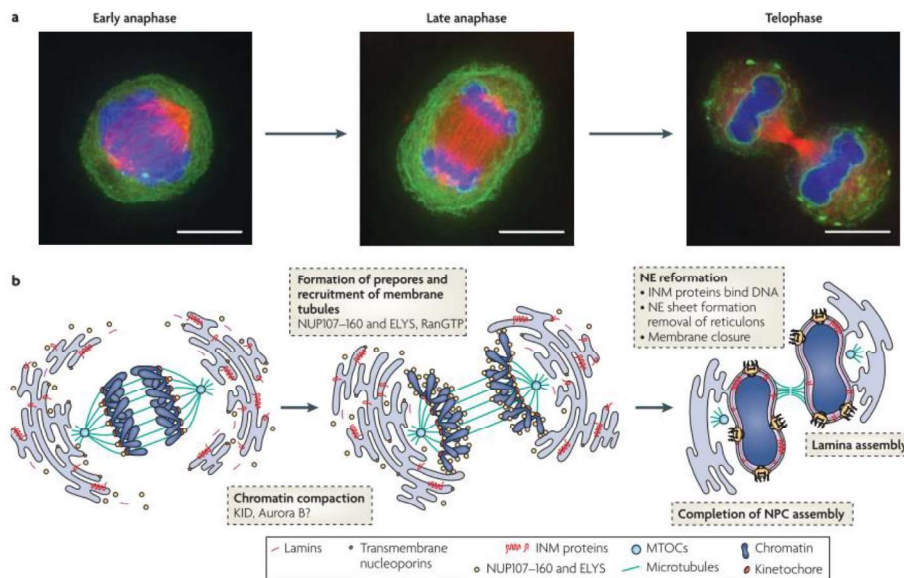 a
Early anaphase
Late anaphase
Telophase
b
Formation of prepores and
recruitment of membrane
tubules
NUP107–160 and ELYS, RanGTP
NE reformation
• INM proteins bind DNA
• NE sheet formation
removal of reticulons
• Membrane closure
Chromatin compaction
KID, Aurora B?
Lamina assembly
Completion of NPC assembly
Lamins
Transmembrane
nucleoporins
INM proteins
NUP107–160 and ELYS
MTOCs
Microtubules
Chromatin
Kinetochore